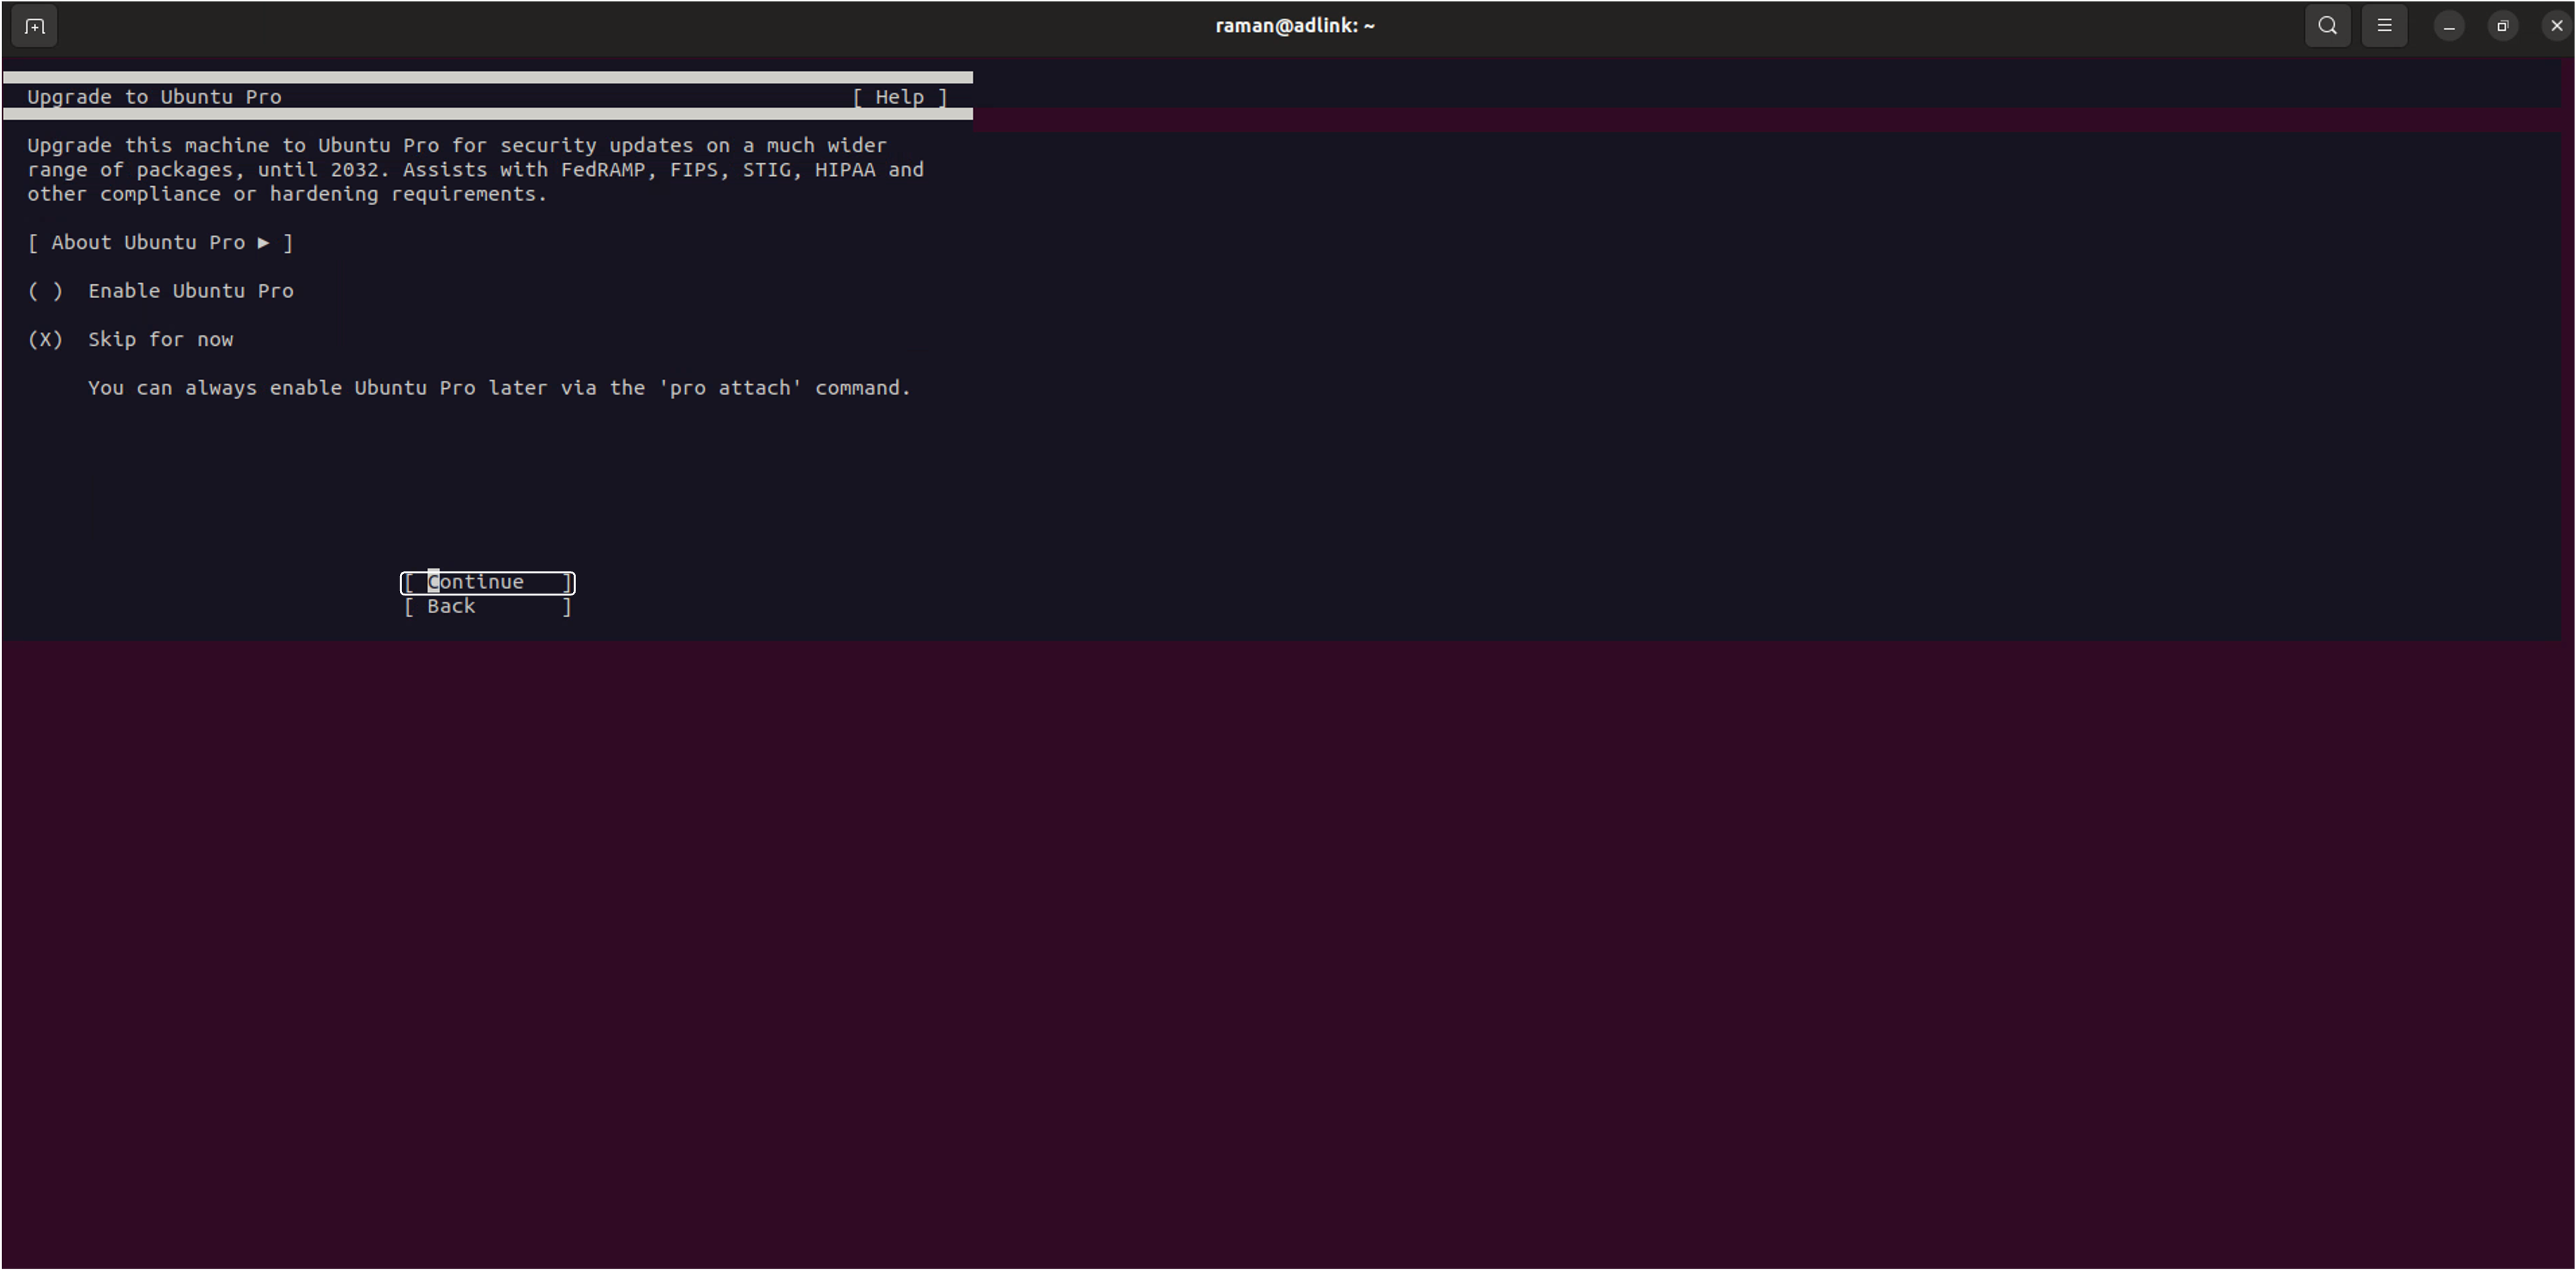 raman@adlink: ~
Upgrade to Ubuntu Pro [ Help ]
Upgrade this machine to Ubuntu Pro for security updates on a much wider
range of packages, until 2032. Assists with FedRAMP, FIPS, STIG, HIPAA and
other compliance or hardening requirements.
[ About Ubuntu Pro ► ]
( ) Enable Ubuntu Pro
(X) Skip for now
You can always enable Ubuntu Pro later via the 'pro attach' command.
[ Continue ]
[ Back ]